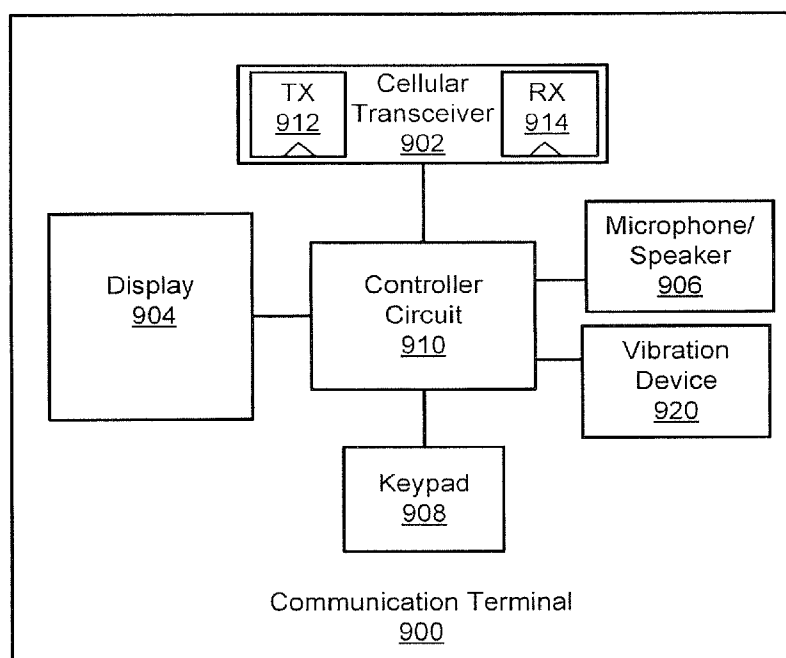 TX
912
Cellular
Transceiver
902
RX
914
Display
904
Controller
Circuit
910
Microphone/
Speaker
906
Vibration
Device
920
Keypad
908
Communication Terminal
900